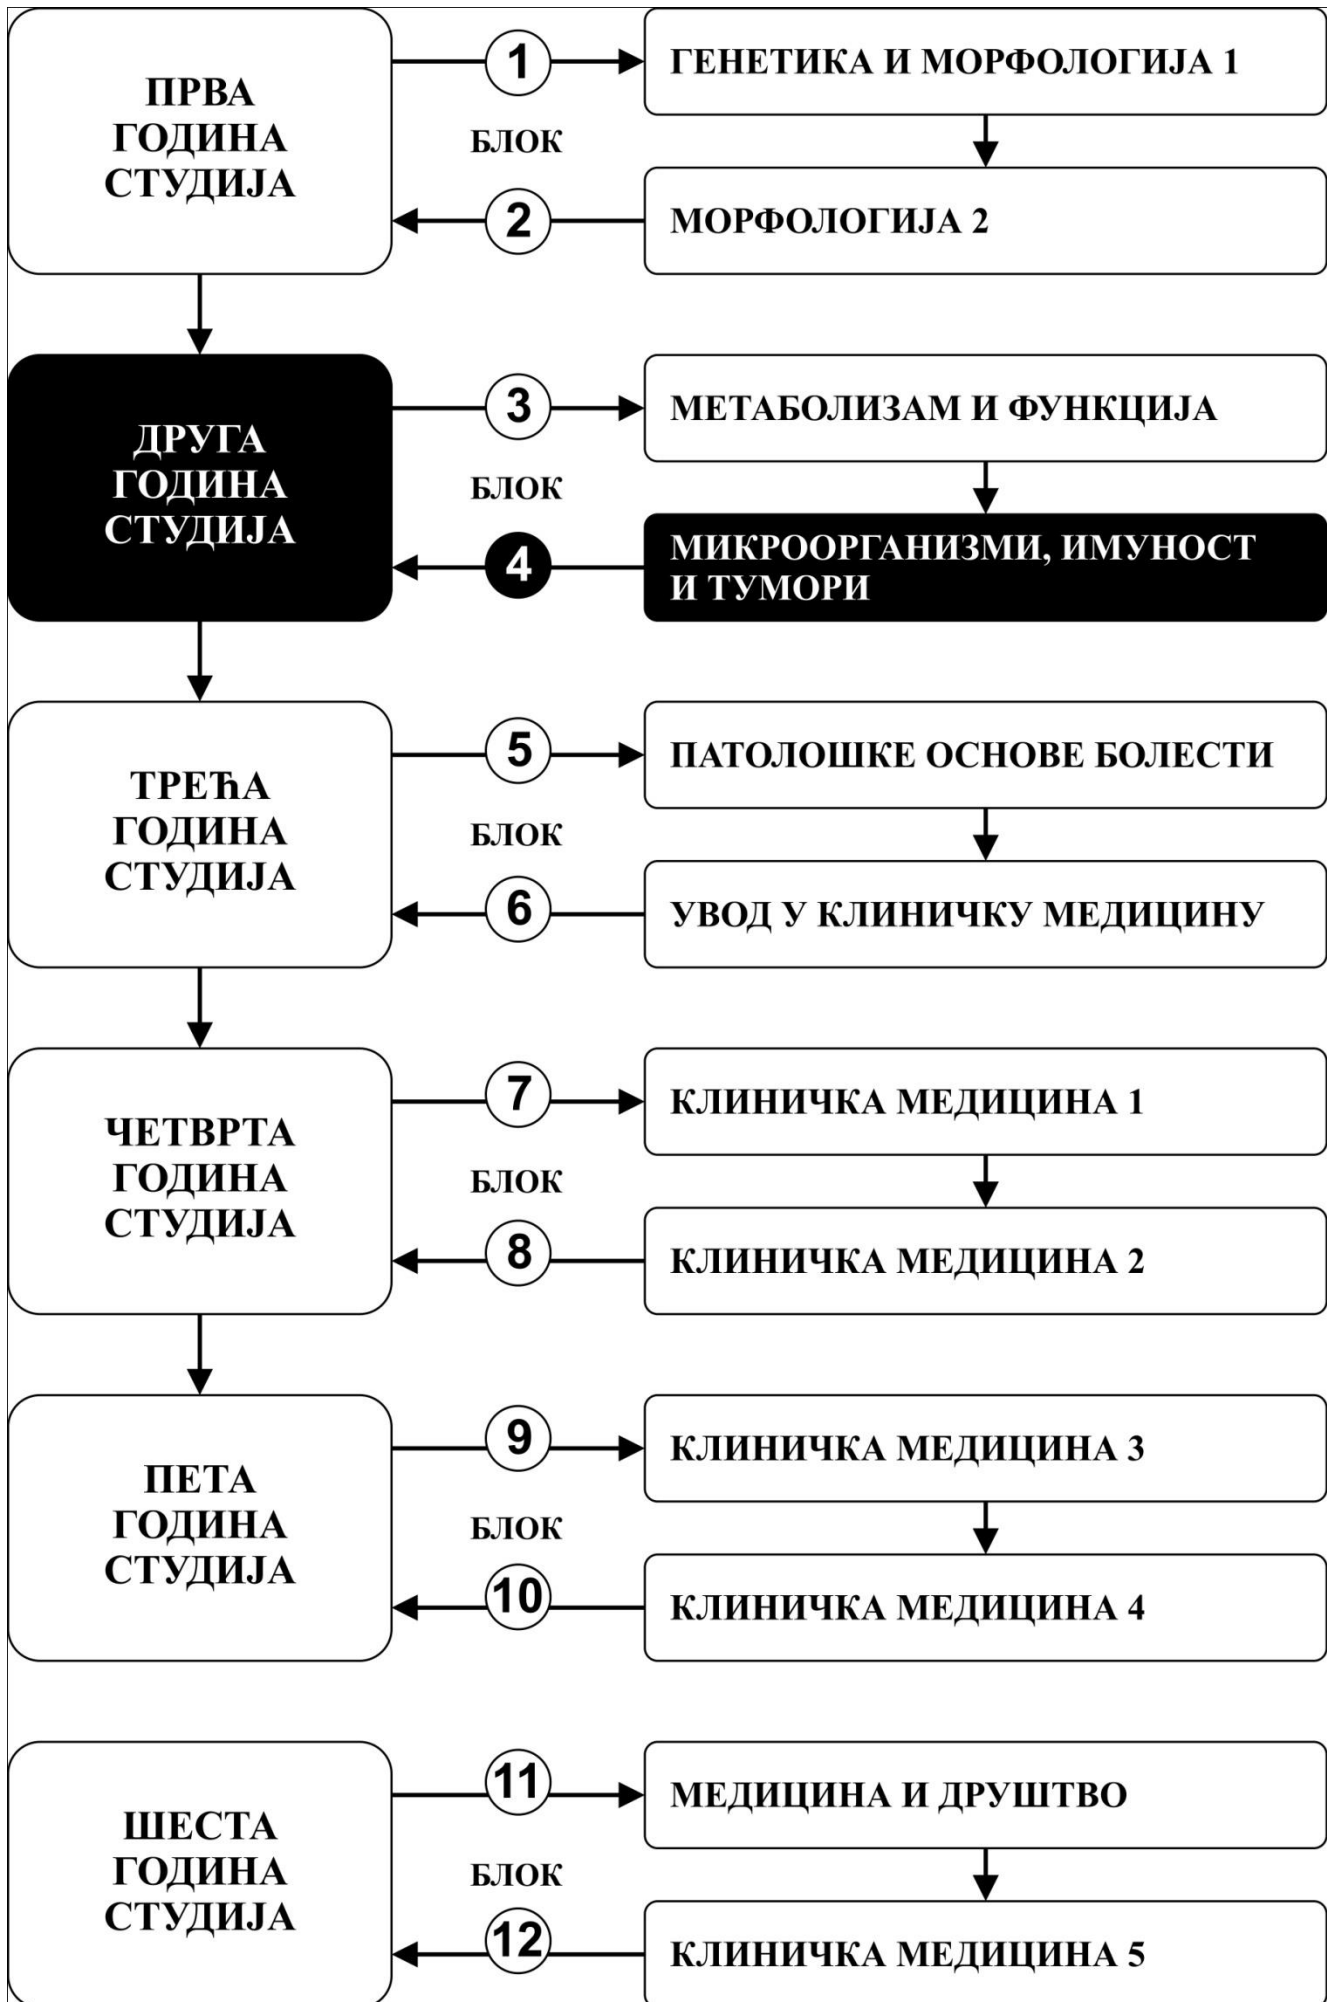 ПРВА
ГОДИНА
СТУДИЈА
1
БЛОК
2
ГЕНЕТИКА И МОРФОЛОГИЈА 1
МОРФОЛОГИЈА 2
ДРУГА
ГОДИНА
СТУДИЈА
3
БЛОК
4
МЕТАБОЛИЗАМ И ФУНКЦИЈА
МИКРООРГАНИЗМИ, ИМУНОСТ
И ТУМОРИ
ТРЕЋА
ГОДИНА
СТУДИЈА
5
БЛОК
6
ПАТОЛОШКЕ ОСНОВЕ БОЛЕСТИ
УВОД У КЛИНИЧКУ МЕДИЦИНУ
ЧЕТВРТА
ГОДИНА
СТУДИЈА
7
БЛОК
8
КЛИНИЧКА МЕДИЦИНА 1
КЛИНИЧКА МЕДИЦИНА 2
ПЕТА
ГОДИНА
СТУДИЈА
9
БЛОК
10
КЛИНИЧКА МЕДИЦИНА 3
КЛИНИЧКА МЕДИЦИНА 4
ШЕСТА
ГОДИНА
СТУДИЈА
11
БЛОК
12
МЕДИЦИНА И ДРУШТВО
КЛИНИЧКА МЕДИЦИНА 5